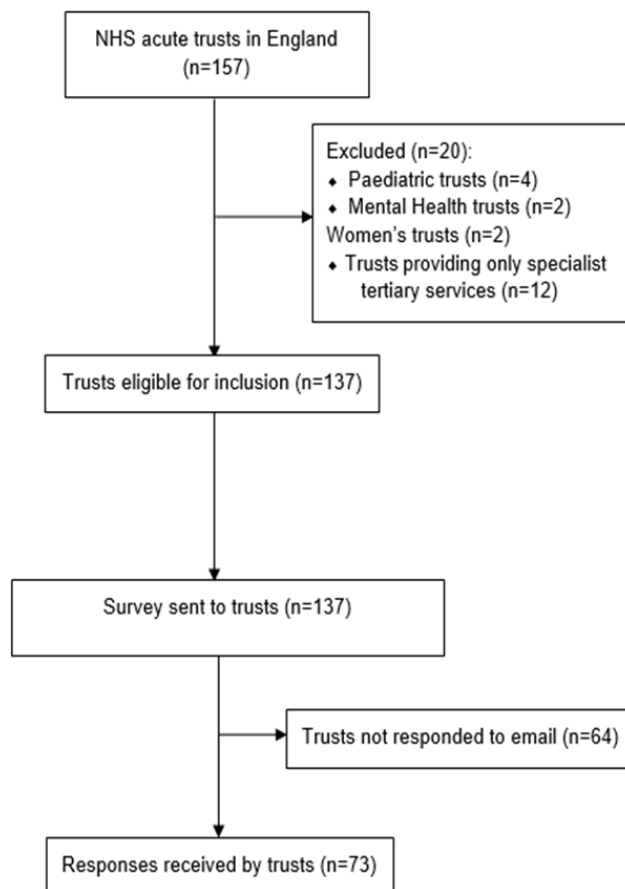 NHS acute trusts in England
(n=157)
Excluded (n=20):
⬧ Paediatric trusts (n=4)
⬧ Mental Health trusts (n=2)
Women's trusts (n=2)
⬧ Trusts providing only specialist
tertiary services (n=12)
Trusts eligible for inclusion (n=137)
Survey sent to trusts (n=137)
Trusts not responded to email (n=64)
Responses received by trusts (n=73)